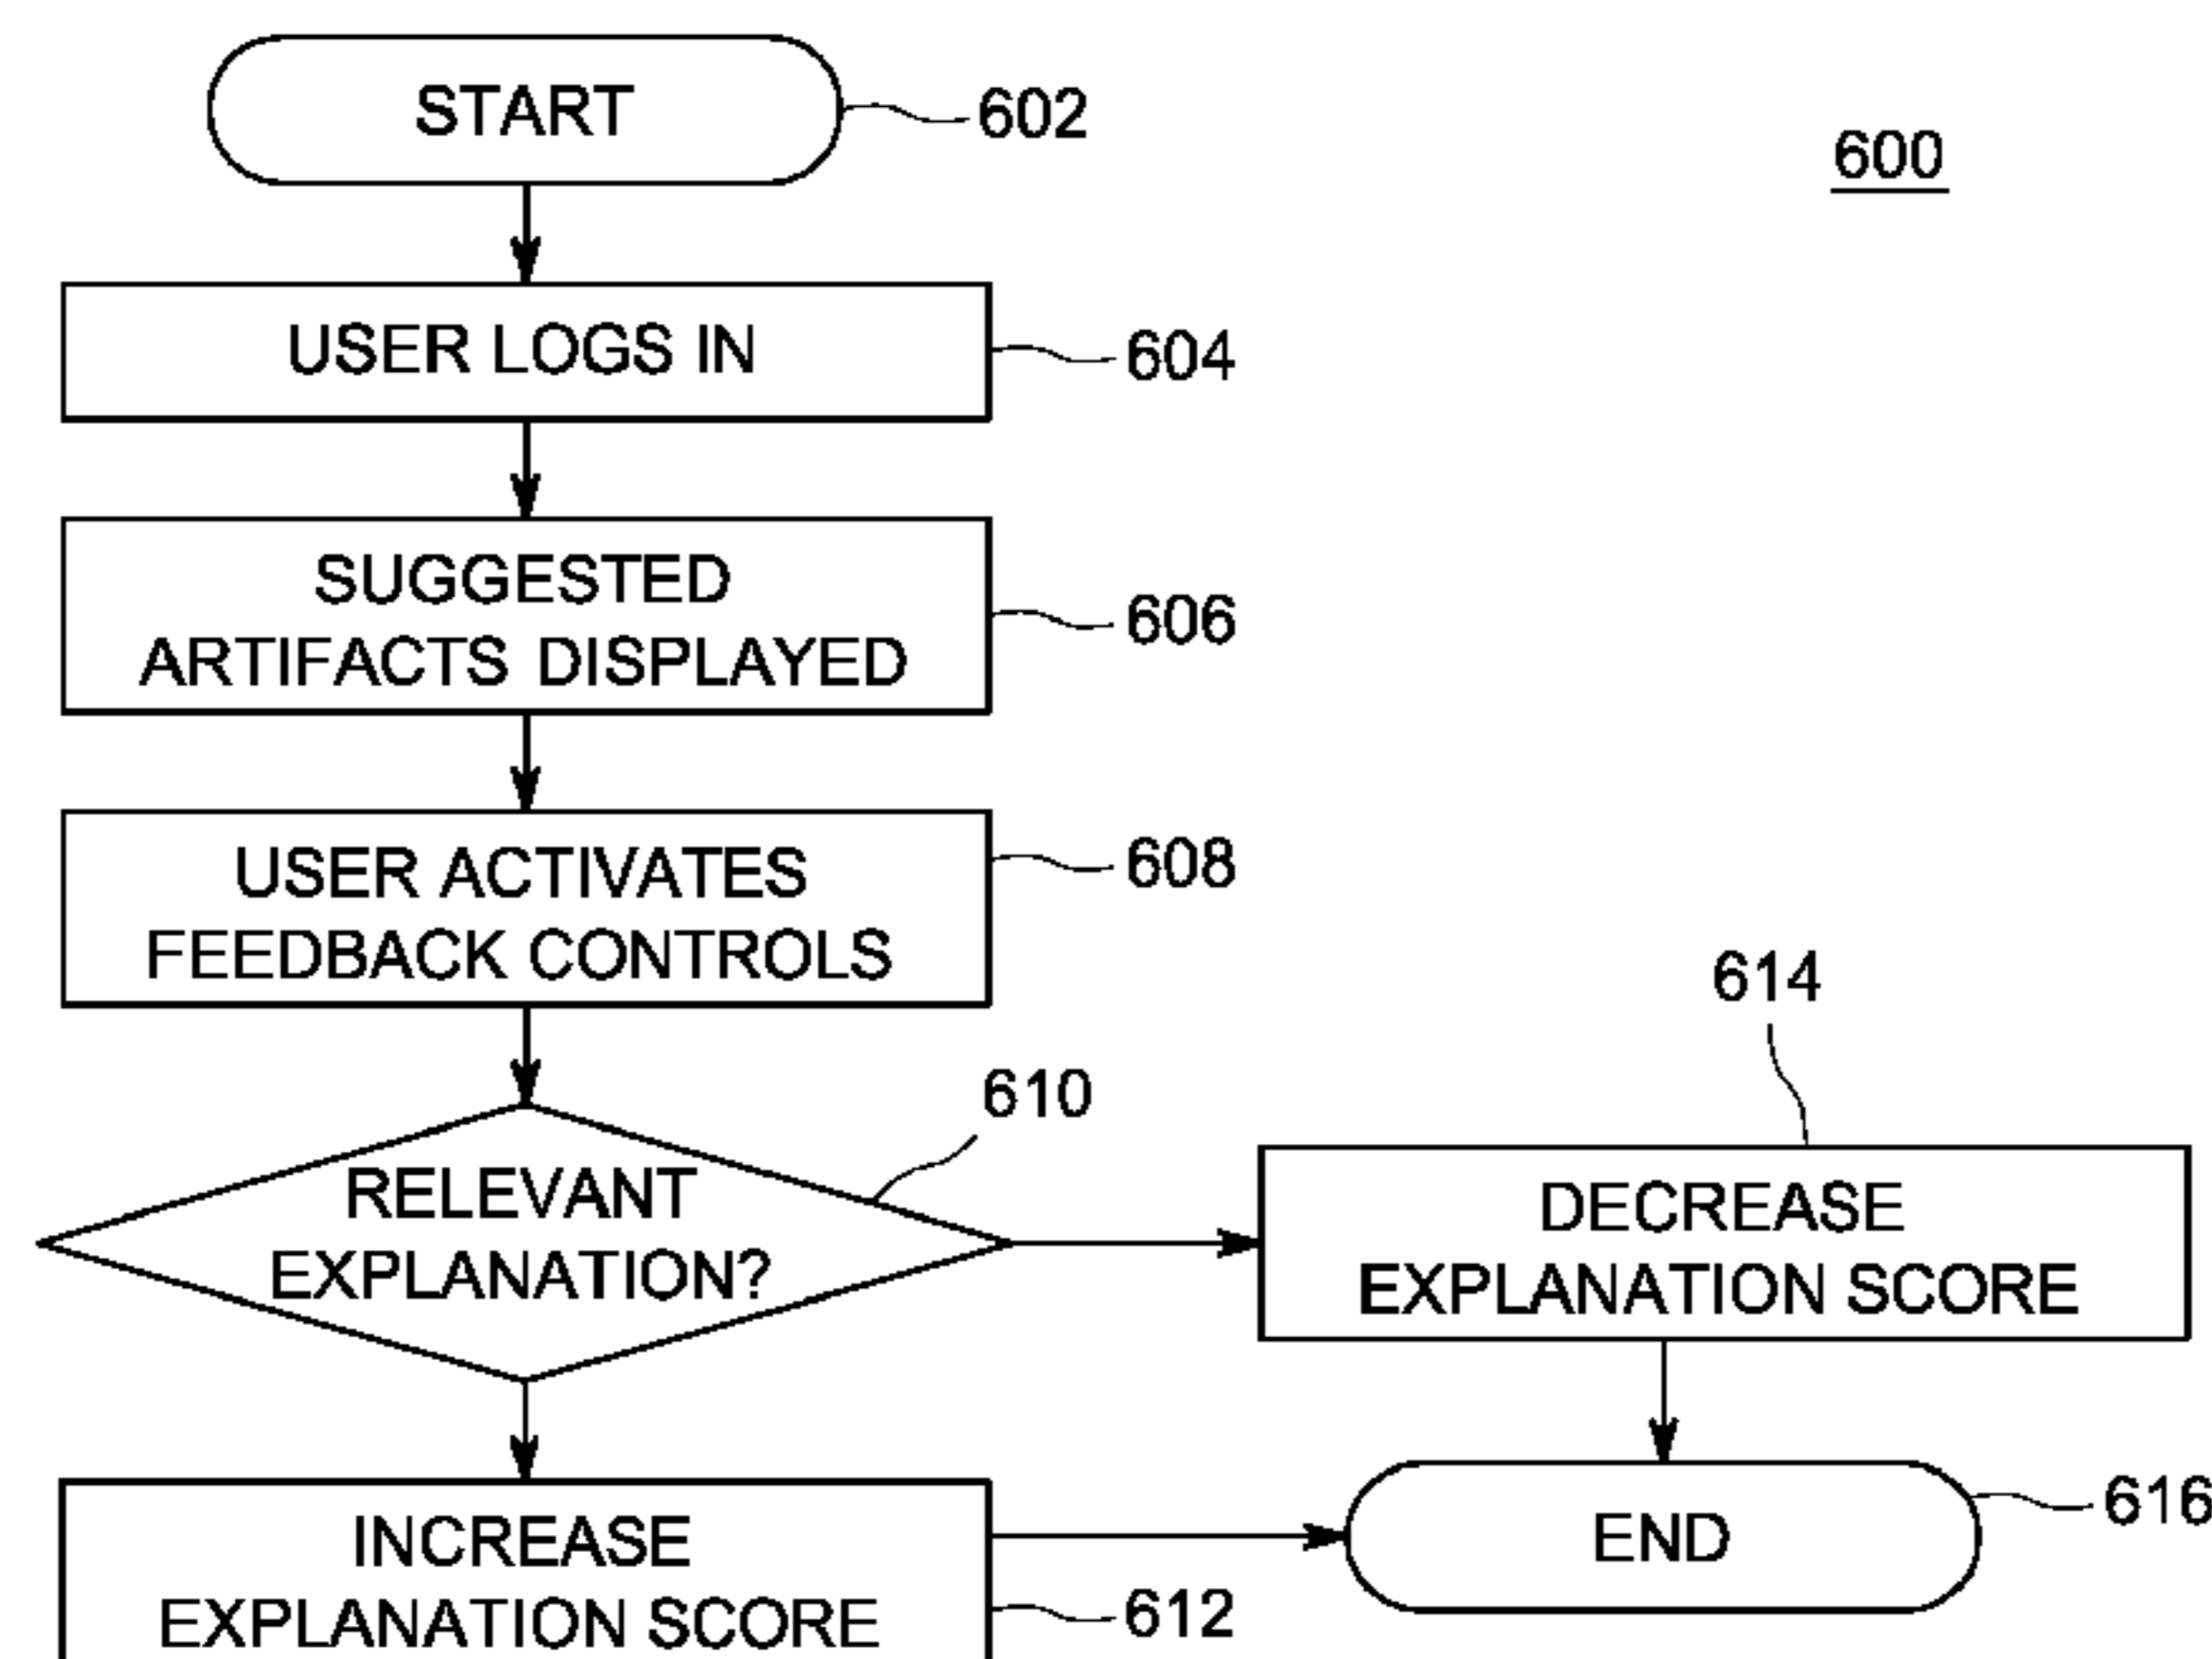 START
602
600
USER LOGS IN
604
SUGGESTED
ARTIFACTS DISPLAYED
606
USER ACTIVATES
FEEDBACK CONTROLS
608
RELEVANT
EXPLANATION?
610
614
DECREASE
EXPLANATION SCORE
INCREASE
EXPLANATION SCORE
612
END
616